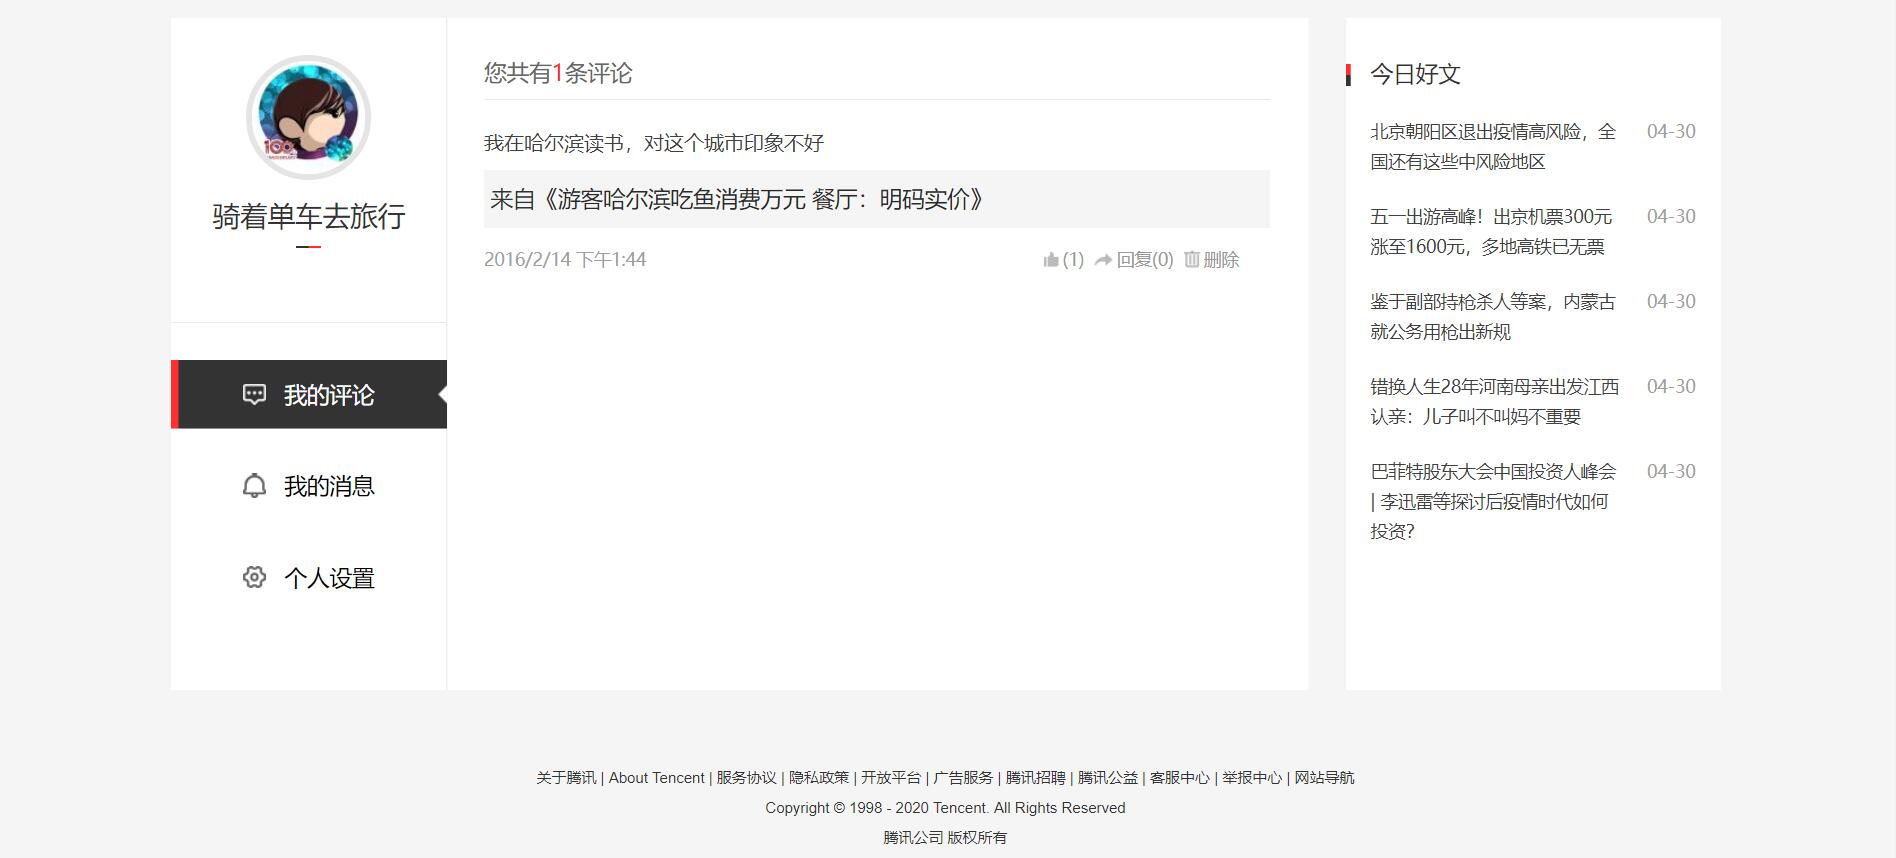 骑着单车去旅行
我的评论
我的消息
个人设置
您共有1条评论
我在哈尔滨读书，对这个城市印象不好
来自《游客哈尔滨吃鱼消费万元 餐厅：明码实价》
2016/2/14 下午1:44 (1) 回复(0) 删除
今日好文
北京朝阳区退出疫情高风险，全 04-30
国还有这些中风险地区
五一出游高峰！出京机票300元 04-30
涨至1600元，多地高铁已无票
鉴于副部持枪杀人等案，内蒙古 04-30
就公务用枪出新规
错换人生28年河南母亲出发江西 04-30
认亲：儿子叫不叫妈不重要
巴菲特股东大会中国投资人峰会 04-30
| 李迅雷等探讨后疫情时代如何
投资？
关于腾讯 | About Tencent | 服务协议 | 隐私政策 | 开放平台 | 广告服务 | 腾讯招聘 | 腾讯公益 | 客服中心 | 举报中心 | 网站导航
Copyright © 1998 - 2020 Tencent. All Rights Reserved
腾讯公司 版权所有